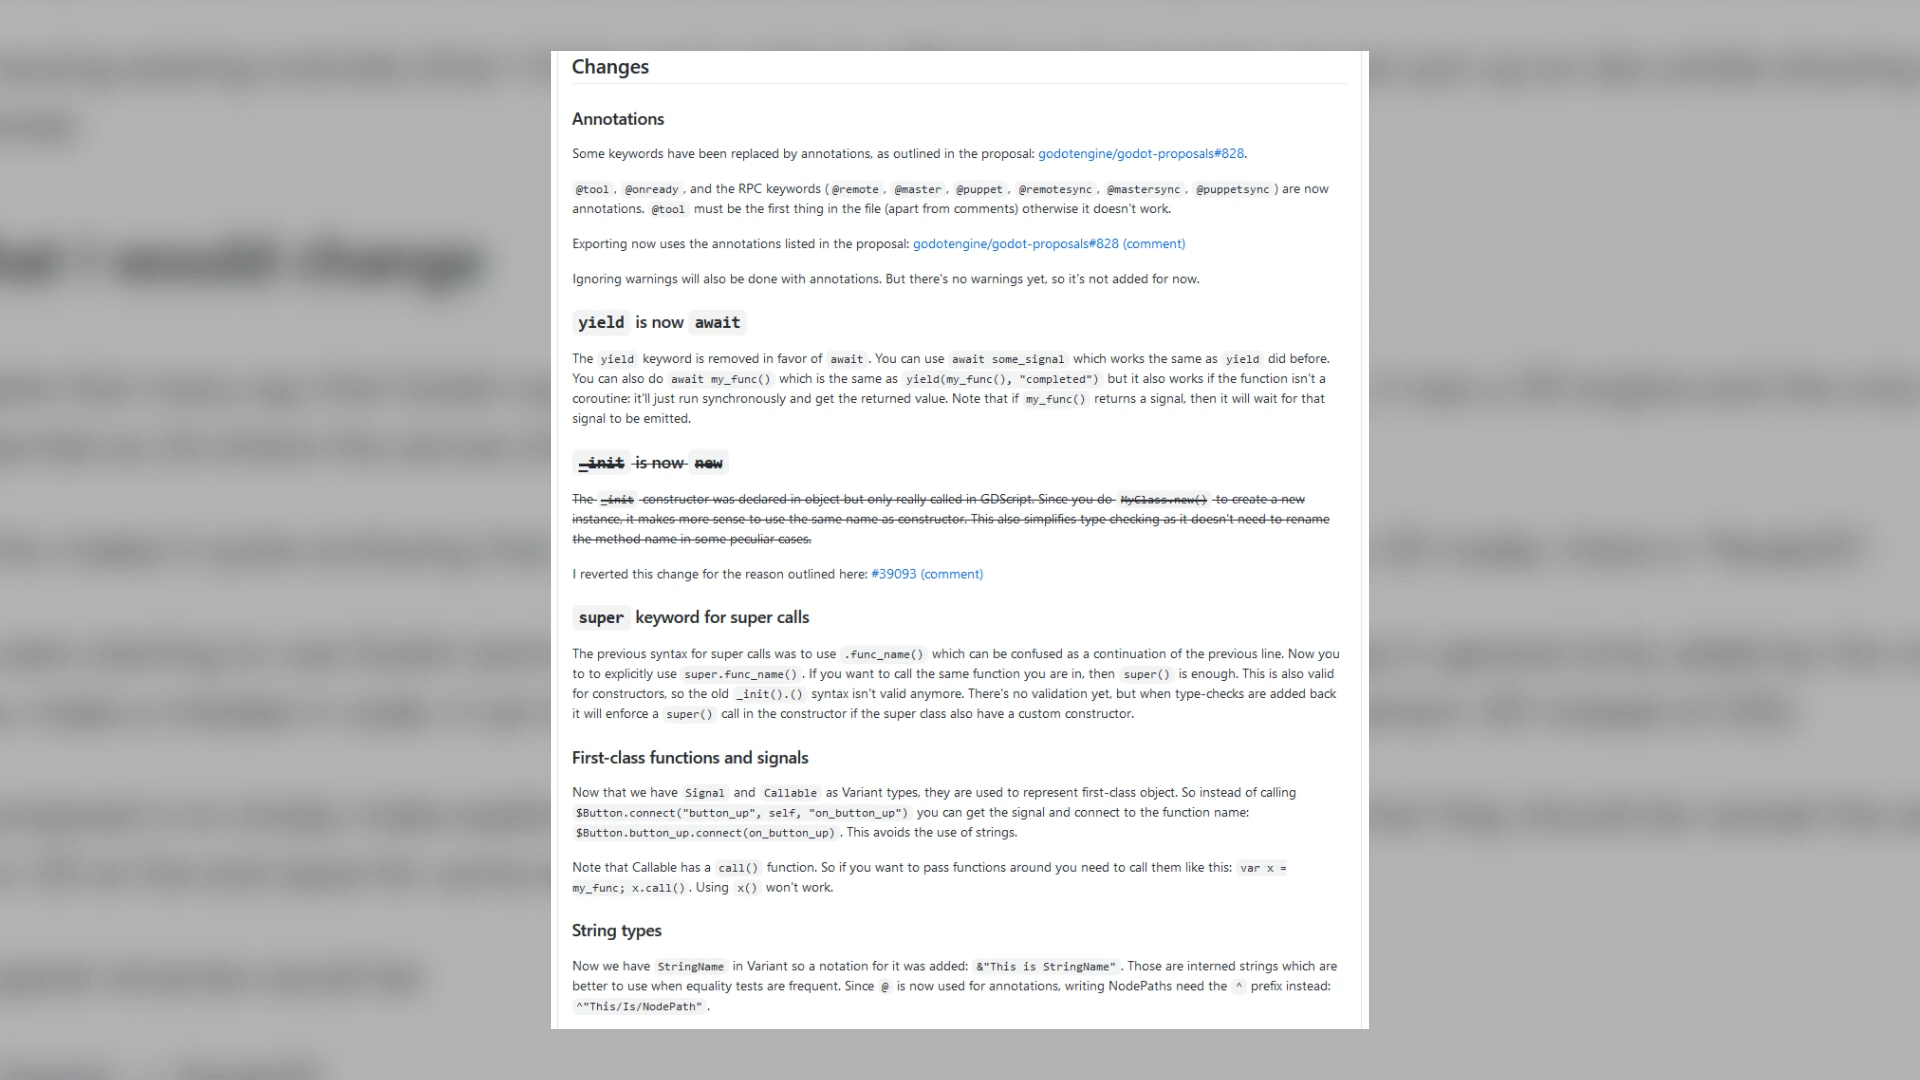 Changes
Annotations
Some keywords have been replaced by annotations, as outlined in the proposal: godotengine/godot-proposals#828.
@tool, @onready, and the RPC keywords (@remote, @master, @puppet, @remotesync, @mastersync, @puppetsync) are now
annotations. @tool must be the first thing in the file (apart from comments) otherwise it doesn't work.
Exporting now uses the annotations listed in the proposal: godotengine/godot-proposals#828 (comment)
Ignoring warnings will also be done with annotations. But there's no warnings yet, so it's not added for now.
yield is now await
The yield keyword is removed in favor of await. You can use await some_signal which works the same as yield did before.
You can also do await my_func() which is the same as yield(my_func(), "completed") but it also works if the function isn't a
coroutine: it'll just run synchronously and get the returned value. Note that if my_func() returns a signal, then it will wait for that
signal to be emitted.
_init is now new
The _init constructor was declared in object but only really called in GDScript. Since you do MyClass.new() to create a new
instance, it makes more sense to use the same name as constructor. This also simplifies type checking as it doesn't need to rename
the method name in some peculiar cases.
I reverted this change for the reason outlined here: #39093 (comment)
super keyword for super calls
The previous syntax for super calls was to use .func_name() which can be confused as a continuation of the previous line. Now you
to to explicitly use super.func_name(). If you want to call the same function you are in, then super() is enough. This is also valid
for constructors, so the old _init().() syntax isn't valid anymore. There's no validation yet, but when type-checks are added back
it will enforce a super() call in the constructor if the super class also have a custom constructor.
First-class functions and signals
Now that we have Signal and Callable as Variant types, they are used to represent first-class object. So instead of calling
$Button.connect("button_up", self, "on_button_up") you can get the signal and connect to the function name:
$Button.button_up.connect(on_button_up). This avoids the use of strings.
Note that Callable has a call() function. So if you want to pass functions around you need to call them like this: var x =
my_func; x.call(). Using x() won't work.
String types
Now we have StringName in Variant so a notation for it was added: &"This is StringName". Those are interned strings which are
better to use when equality tests are frequent. Since @ is now used for annotations, writing NodePaths need the ^ prefix instead:
^"This/Is/NodePath".